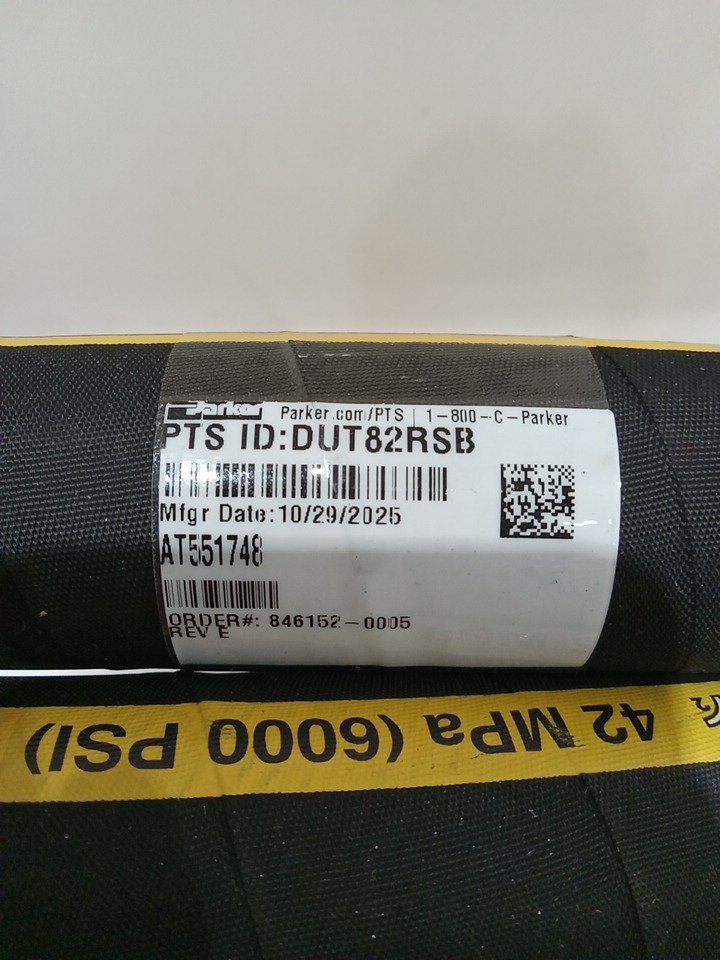 Parker Parker.com/PTS | 1-800-C-Parker
PTS ID:DUT82RSB
Mfgr Date:10/29/2025
AT551748
ORDER#: 846152-0005
REV E
42 MPa (6000 PSI)